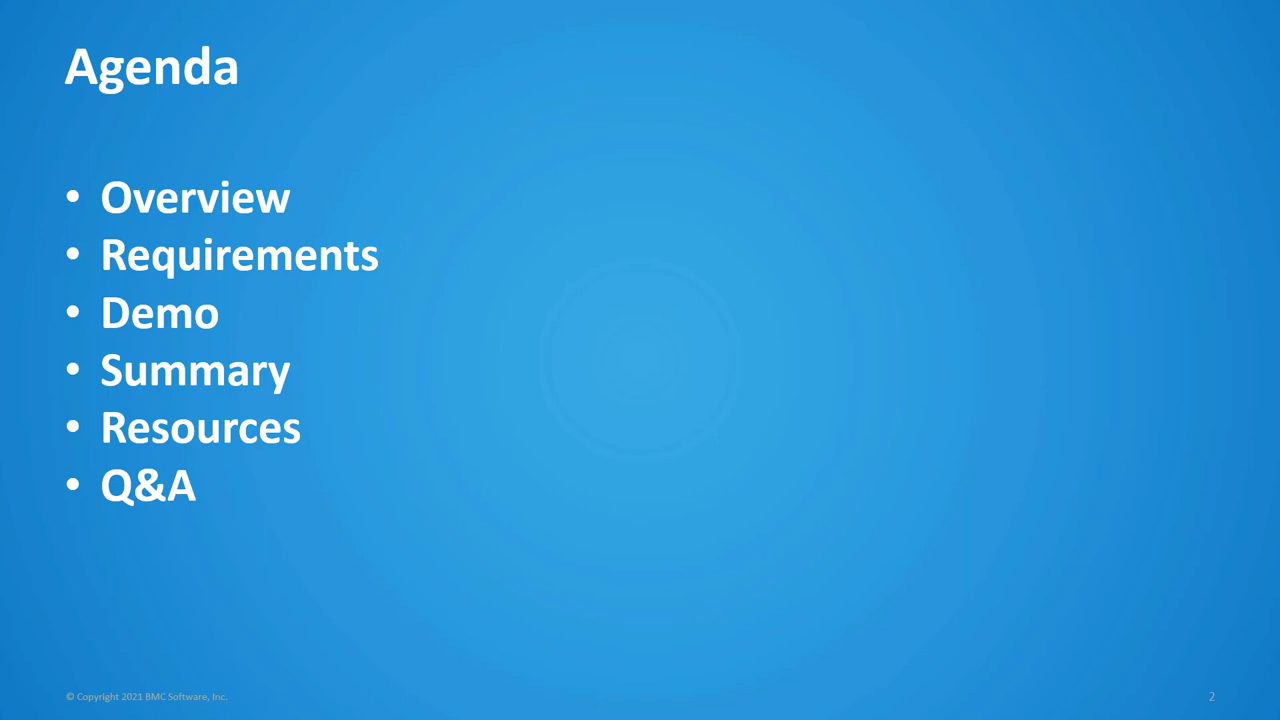 Agenda
• Overview
• Requirements
• Demo
• Summary
• Resources
• Q&A
© Copyright 2021 BMC Software, Inc.
2